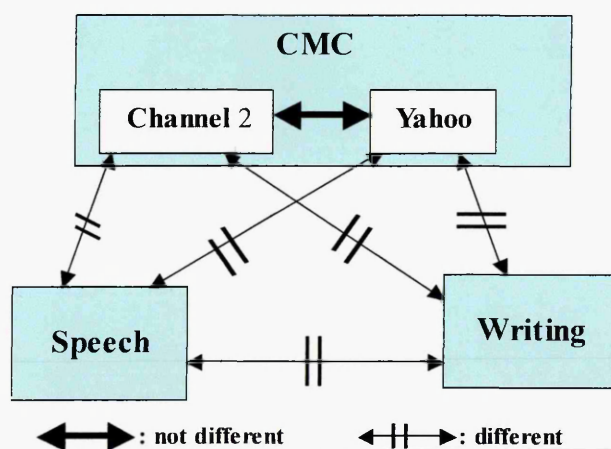 CMC
Channel 2
Yahoo
Speech
Writing
: not different
: different